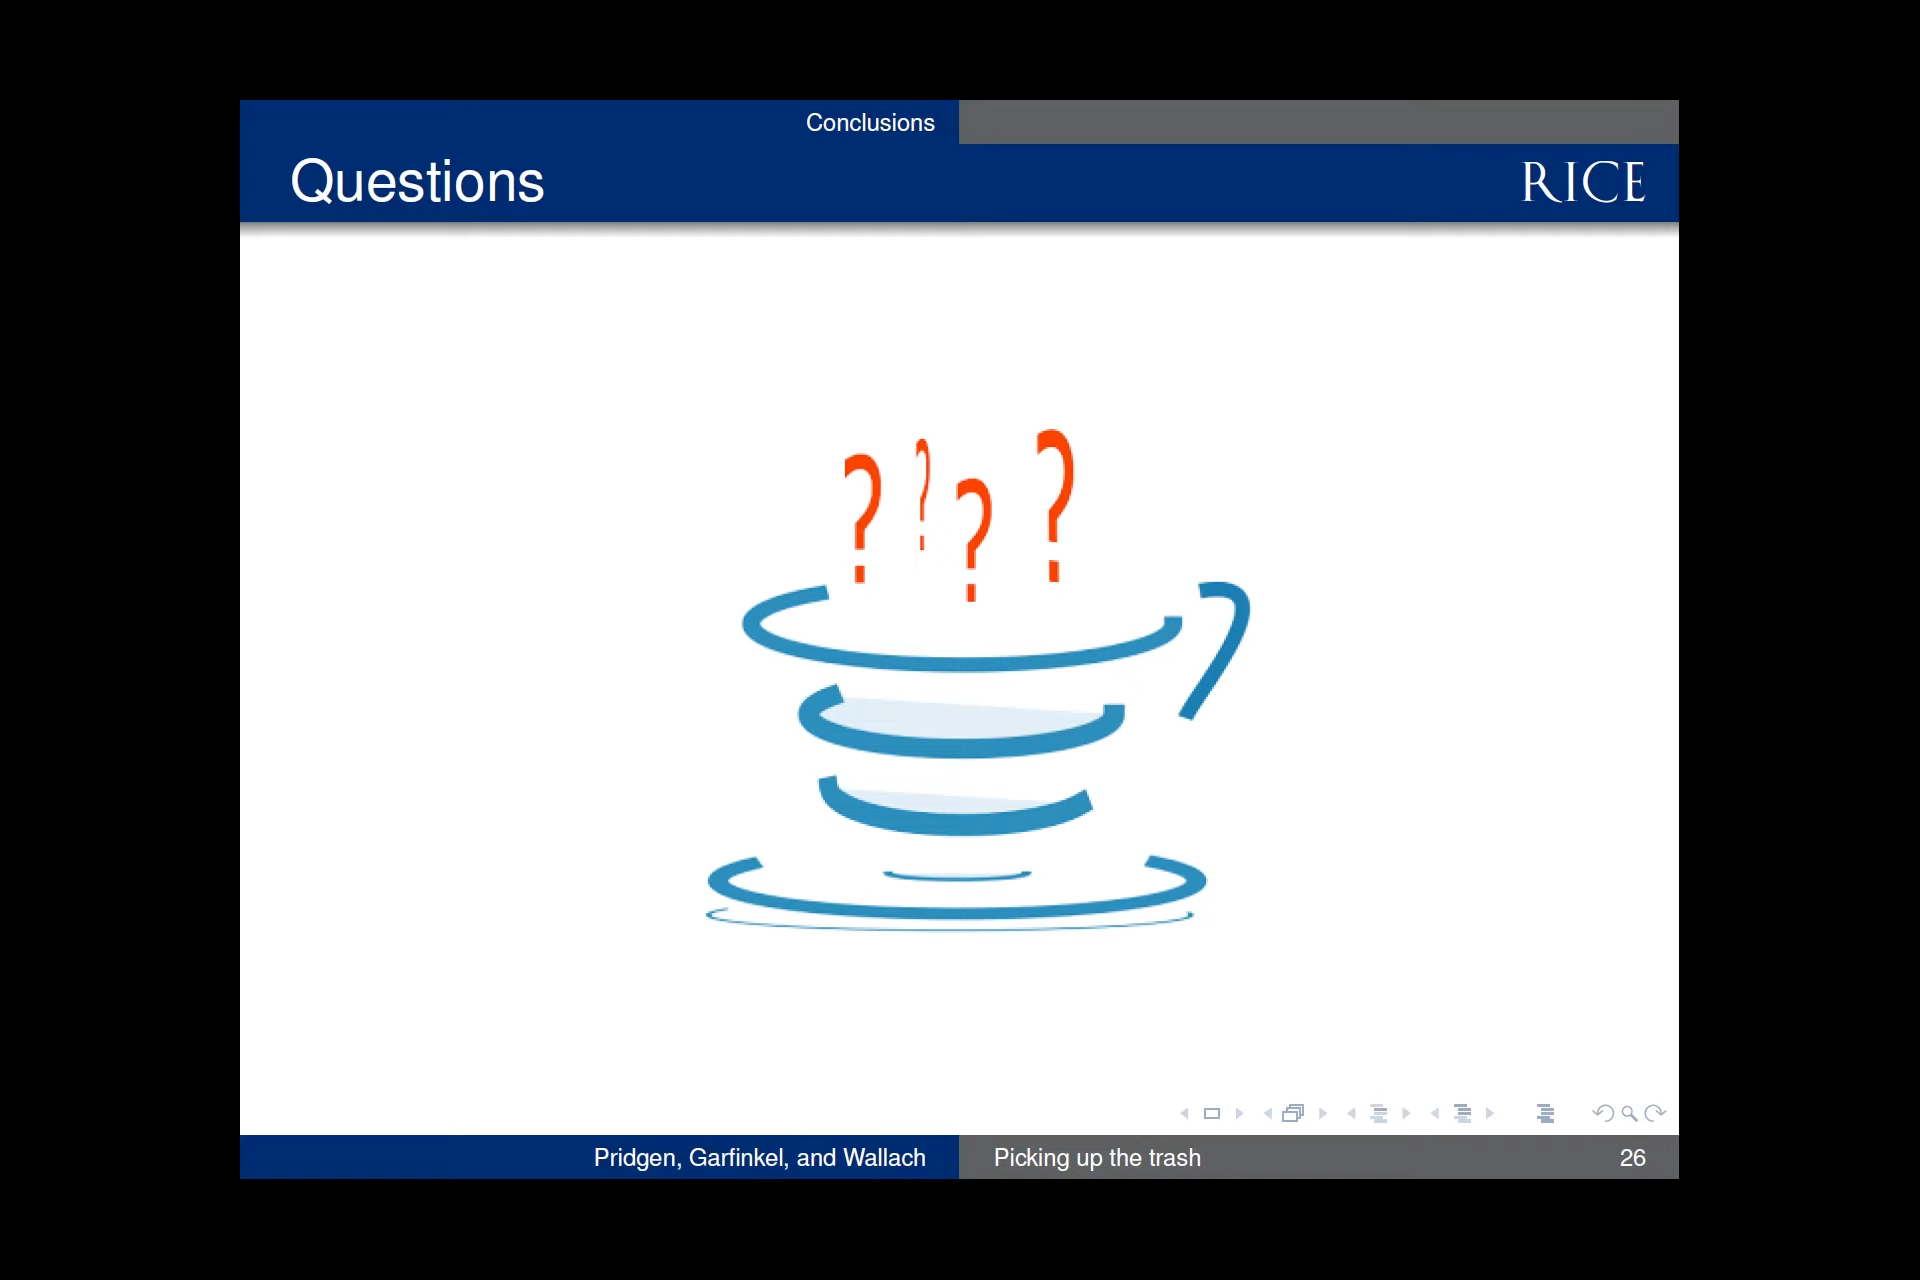 Conclusions
Questions
RICE
? ? ? ?
Pridgen, Garfinkel, and Wallach
Picking up the trash
26